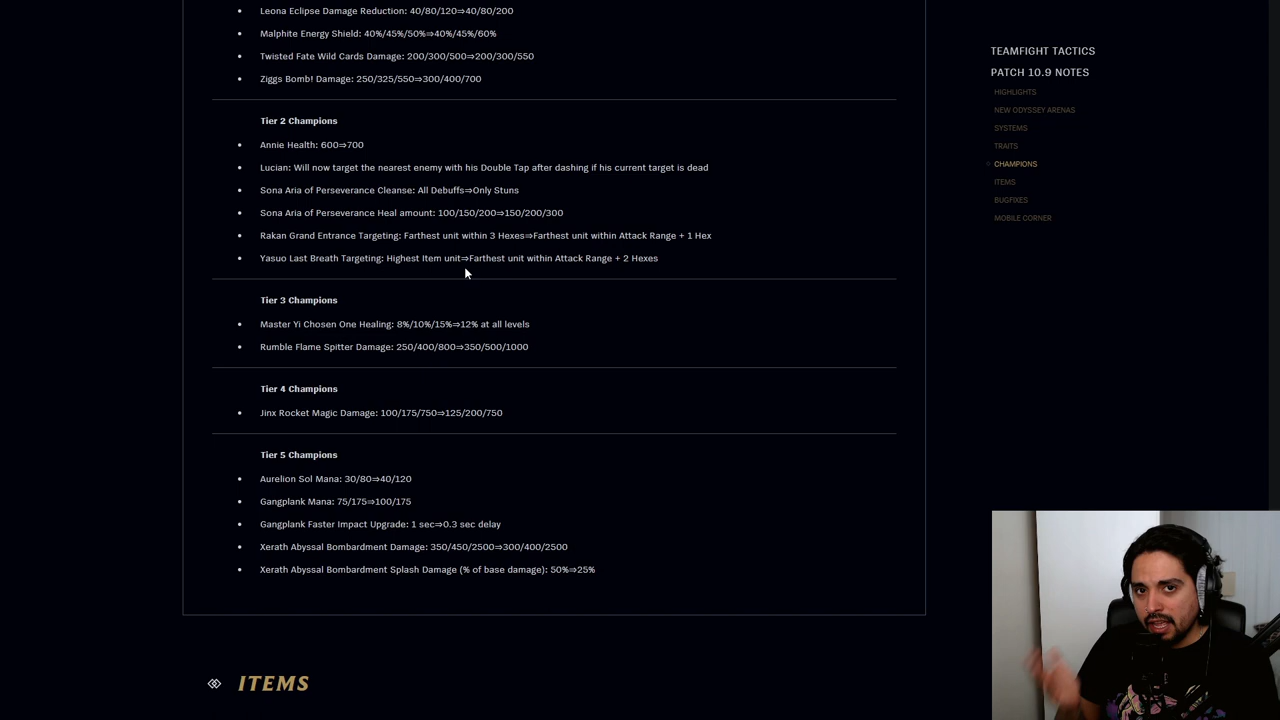 Leona Eclipse Damage Reduction: 40/80/120⇒40/80/200
Malphite Energy Shield: 40%/45%/50%⇒40%/45%/60%
Twisted Fate Wild Cards Damage: 200/300/500⇒200/300/550
Ziggs Bomb! Damage: 250/325/550⇒300/400/700
Tier 2 Champions
Annie Health: 600⇒700
Lucian: Will now target the nearest enemy with his Double Tap after dashing if his current target is dead
Sona Aria of Perseverance Cleanse: All Debuffs⇒Only Stuns
Sona Aria of Perseverance Heal amount: 100/150/200⇒150/200/300
Rakan Grand Entrance Targeting: Farthest unit within 3 Hexes⇒Farthest unit within Attack Range + 1 Hex
Yasuo Last Breath Targeting: Highest Item unit⇒Farthest unit within Attack Range + 2 Hexes
Tier 3 Champions
Master Yi Chosen One Healing: 8%/10%/15%⇒12% at all levels
Rumble Flame Spitter Damage: 250/400/800⇒350/500/1000
Tier 4 Champions
Jinx Rocket Magic Damage: 100/175/750⇒125/200/750
Tier 5 Champions
Aurelion Sol Mana: 30/80⇒40/120
Gangplank Mana: 75/175⇒100/175
Gangplank Faster Impact Upgrade: 1 sec⇒0.3 sec delay
Xerath Abyssal Bombardment Damage: 350/450/2500⇒300/400/2500
Xerath Abyssal Bombardment Splash Damage (% of base damage): 50%⇒25%
ITEMS
TEAMFIGHT TACTICS
PATCH 10.9 NOTES
HIGHLIGHTS
NEW ODYSSEY ARENAS
SYSTEMS
TRAITS
CHAMPIONS
ITEMS
BUGFIXES
MOBILE CORNER